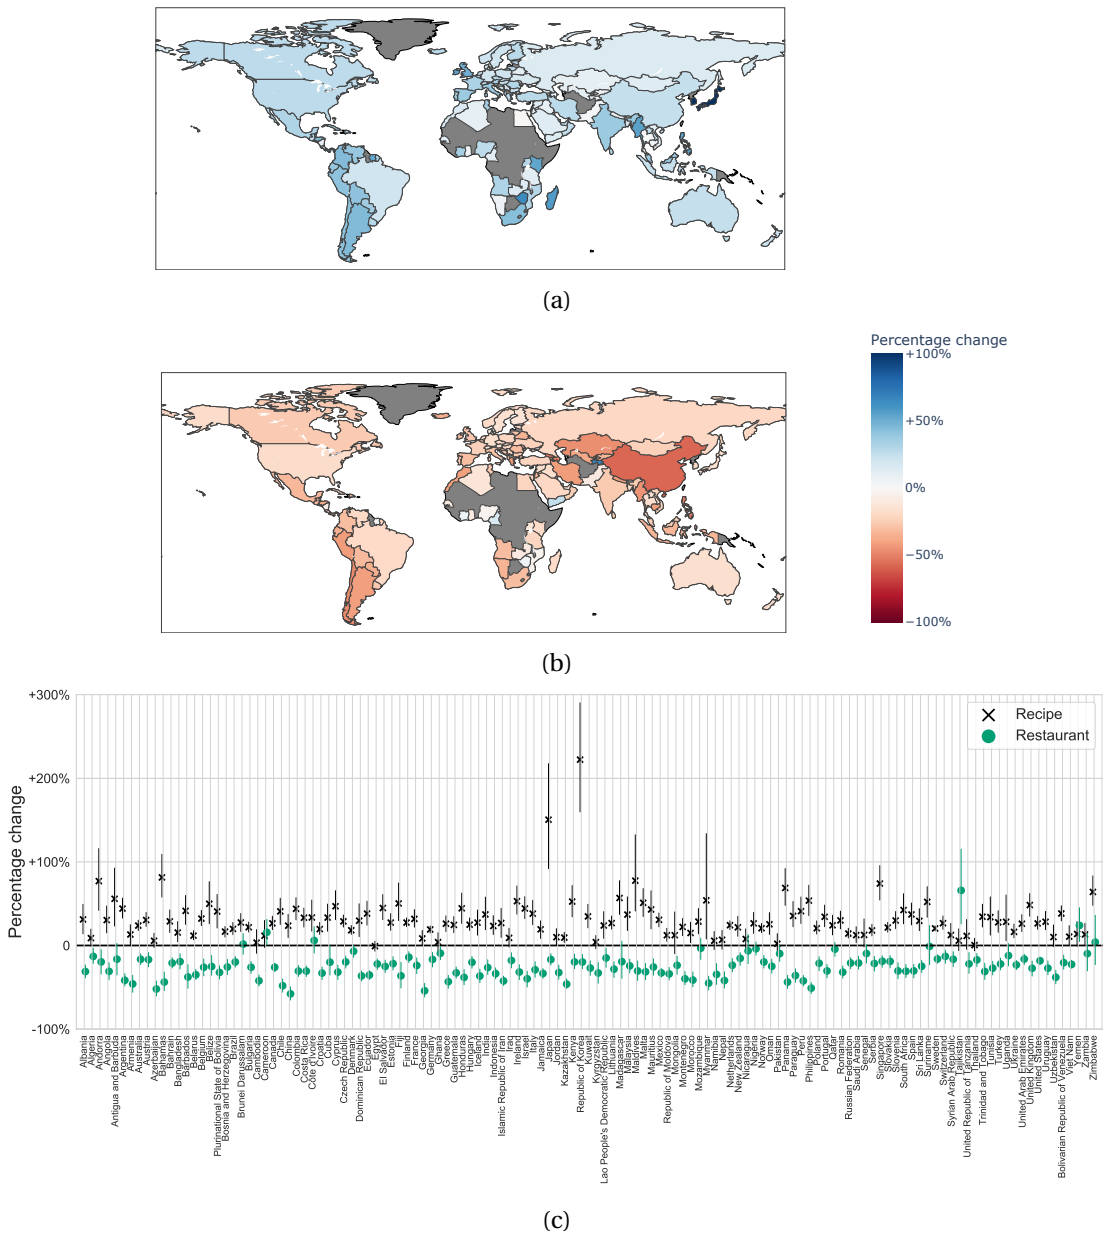 (a)
Percentage change
+100%
+50%
0%
−50%
−100%
(b)
+300%
+200%
+100%
0
-100%
Percentage change
Recipe
Restaurant
Albania
Algeria
Andorra
Angola
Antigua and Barbuda
Argentina
Armenia
Australia
Austria
Azerbaijan
Bahamas
Bahrain
Bangladesh
Barbados
Belarus
Belgium
Belize
Plurinational State of Bolivia
Bosnia and Herzegovina
Brazil
Brunei Darussalam
Bulgaria
Cambodia
Cameroon
Canada
Chile
China
Colombia
Costa Rica
Côte d'Ivoire
Croatia
Cuba
Cyprus
Czech Republic
Denmark
Dominican Republic
Ecuador
Egypt
El Salvador
Estonia
Fiji
Finland
France
Georgia
Germany
Ghana
Greece
Guatemala
Honduras
Hungary
Iceland
India
Indonesia
Islamic Republic of Iran
Iraq
Ireland
Israel
Italy
Jamaica
Japan
Jordan
Kazakhstan
Kenya
Republic of Korea
Kuwait
Kyrgyzstan
Lao People's Democratic Republic
Lithuania
Madagascar
Malaysia
Maldives
Malta
Mauritius
Mexico
Republic of Moldova
Mongolia
Montenegro
Morocco
Mozambique
Myanmar
Namibia
Nepal
Netherlands
New Zealand
Nicaragua
Nigeria
Norway
Oman
Pakistan
Panama
Paraguay
Perú
Philippines
Poland
Portugal
Qatar
Romania
Russian Federation
Saudi Arabia
Senegal
Serbia
Singapore
Slovakia
Slovenia
South Africa
Spain
Sri Lanka
Suriname
Sweden
Switzerland
Syrian Arab Republic
Tajikistan
United Republic of Tanzania
Thailand
Trinidad and Tobago
Tunisia
Turkey
Uganda
Ukraine
United Arab Emirates
United Kingdom
United States
Uruguay
Uzbekistan
Bolivarian Republic of Venezuela
Viet Nam
Yemen
Zambia
Zimbabwe
(c)